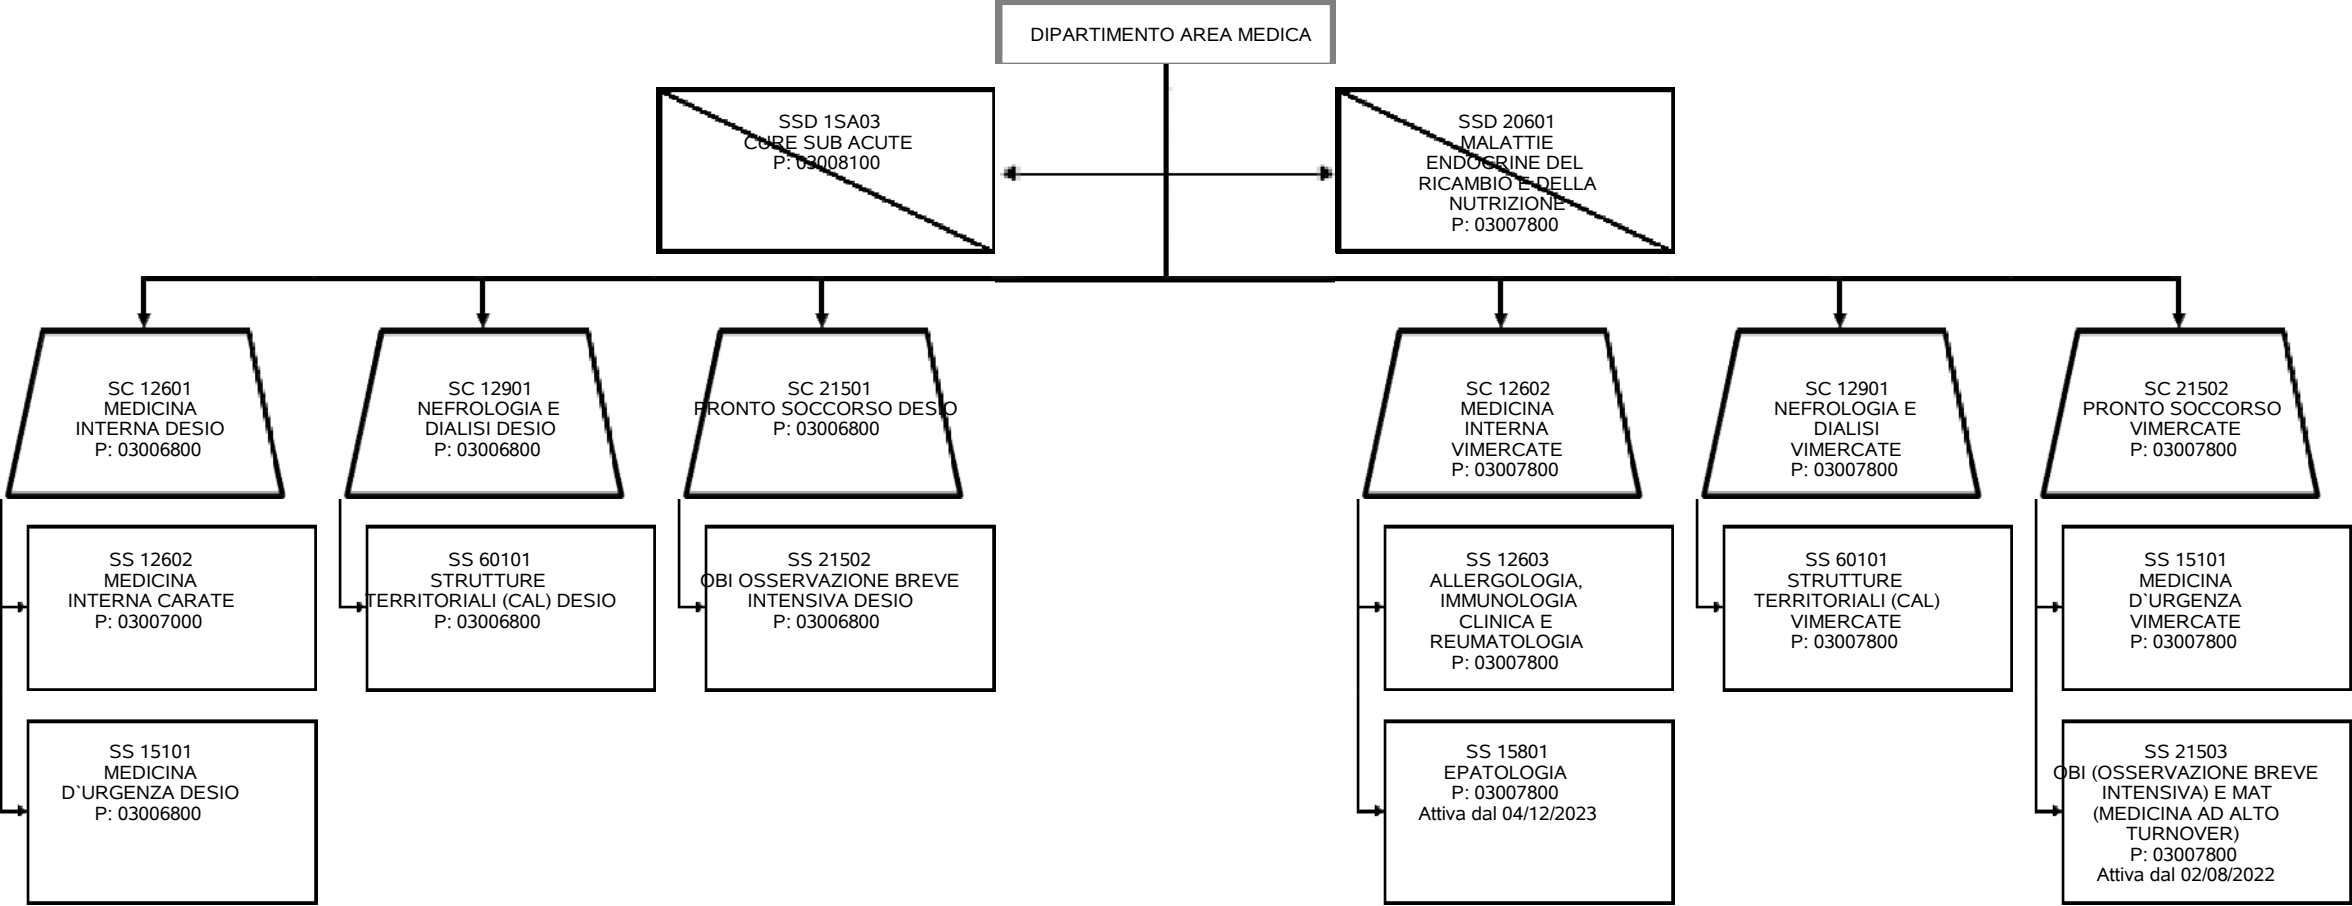 DIPARTIMENTO AREA MEDICA
SSD 1SA03
CURE SUB ACUTE
P: 03008100
SSD 20601
MALATTIE
ENDOCRINE DEL
RICAMBIO E DELLA
NUTRIZIONE
P: 03007800
SC 12601
MEDICINA
INTERNA DESIO
P: 03006800
SC 12901
NEFROLOGIA E
DIALISI DESIO
P: 03006800
SC 21501
PRONTO SOCCORSO DESIO
P: 03006800
SC 12602
MEDICINA
INTERNA
VIMERCATE
P: 03007800
SC 12901
NEFROLOGIA E
DIALISI
VIMERCATE
P: 03007800
SC 21502
PRONTO SOCCORSO
VIMERCATE
P: 03007800
SS 12602
MEDICINA
INTERNA CARATE
P: 03007000
SS 60101
STRUTTURE
TERRITORIALI (CAL) DESIO
P: 03006800
SS 21502
OBI OSSERVAZIONE BREVE
INTENSIVA DESIO
P: 03006800
SS 12603
ALLERGOLOGIA,
IMMUNOLOGIA
CLINICA E
REUMATOLOGIA
P: 03007800
SS 60101
STRUTTURE
TERRITORIALI (CAL)
VIMERCATE
P: 03007800
SS 15101
MEDICINA
D`URGENZA
VIMERCATE
P: 03007800
SS 15101
MEDICINA
D`URGENZA DESIO
P: 03006800
SS 15801
EPATOLOGIA
P: 03007800
Attiva dal 04/12/2023
SS 21503
OBI (OSSERVAZIONE BREVE
INTENSIVA) E MAT
(MEDICINA AD ALTO
TURNOVER)
P: 03007800
Attiva dal 02/08/2022